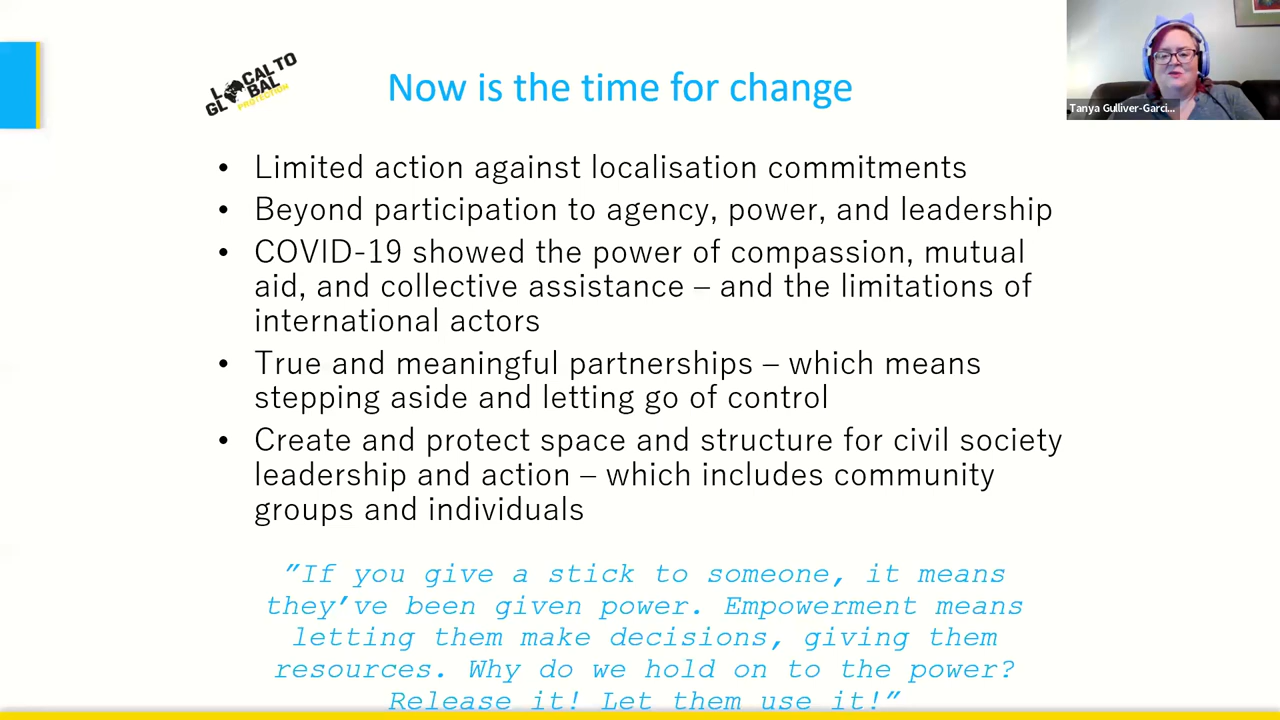 LOCAL TO
GLOBAL
PROTECTION
Now is the time for change
Tanya Gulliver-Garci...
• Limited action against localisation commitments
• Beyond participation to agency, power, and leadership
• COVID-19 showed the power of compassion, mutual
aid, and collective assistance – and the limitations of
international actors
• True and meaningful partnerships – which means
stepping aside and letting go of control
• Create and protect space and structure for civil society
leadership and action – which includes community
groups and individuals
”If you give a stick to someone, it means
they’ve been given power. Empowerment means
letting them make decisions, giving them
resources. Why do we hold on to the power?
Release it! Let them use it!”